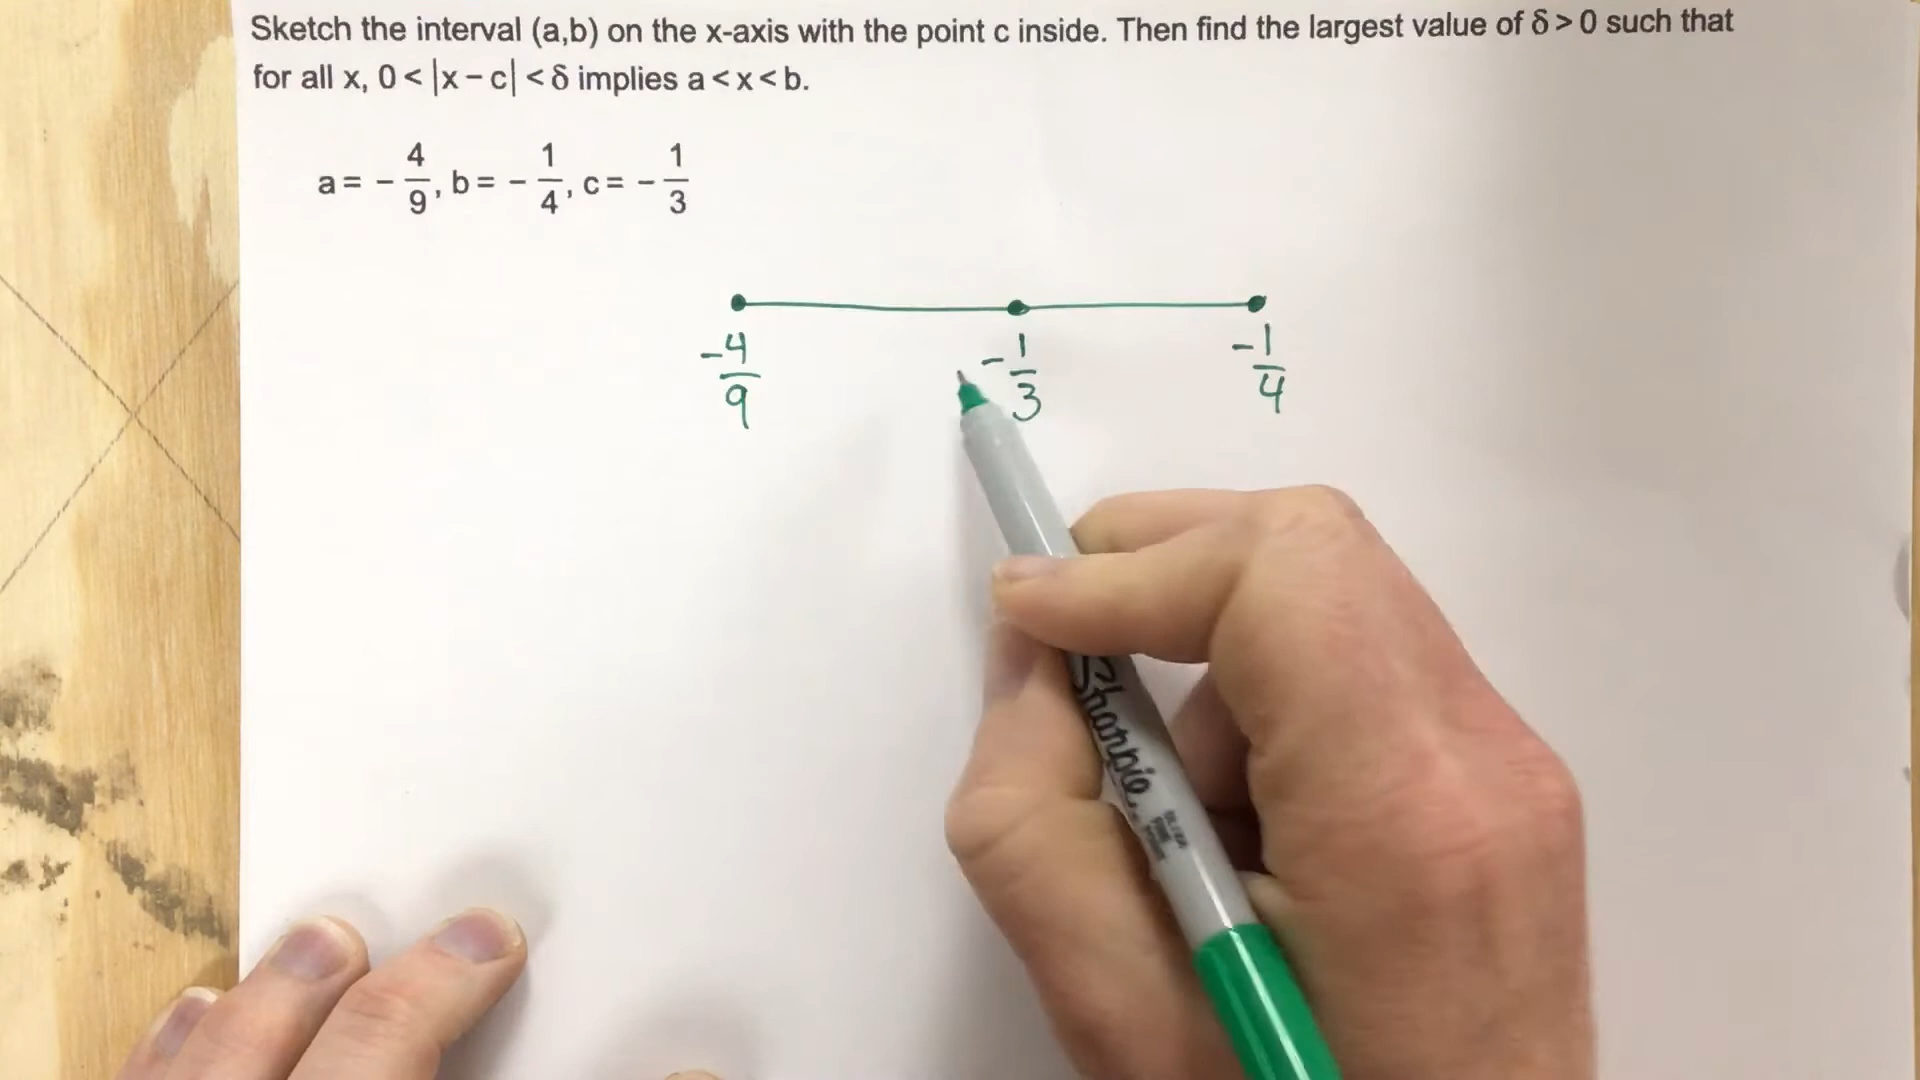 Sketch the interval (a,b) on the x-axis with the point c inside. Then find the largest value of δ > 0 such that
for all x, 0 < |x − c| < δ implies a < x < b.
a = − 4/9, b = − 1/4, c = − 1/3
-4/9 -1/3 -1/4
Sharpie